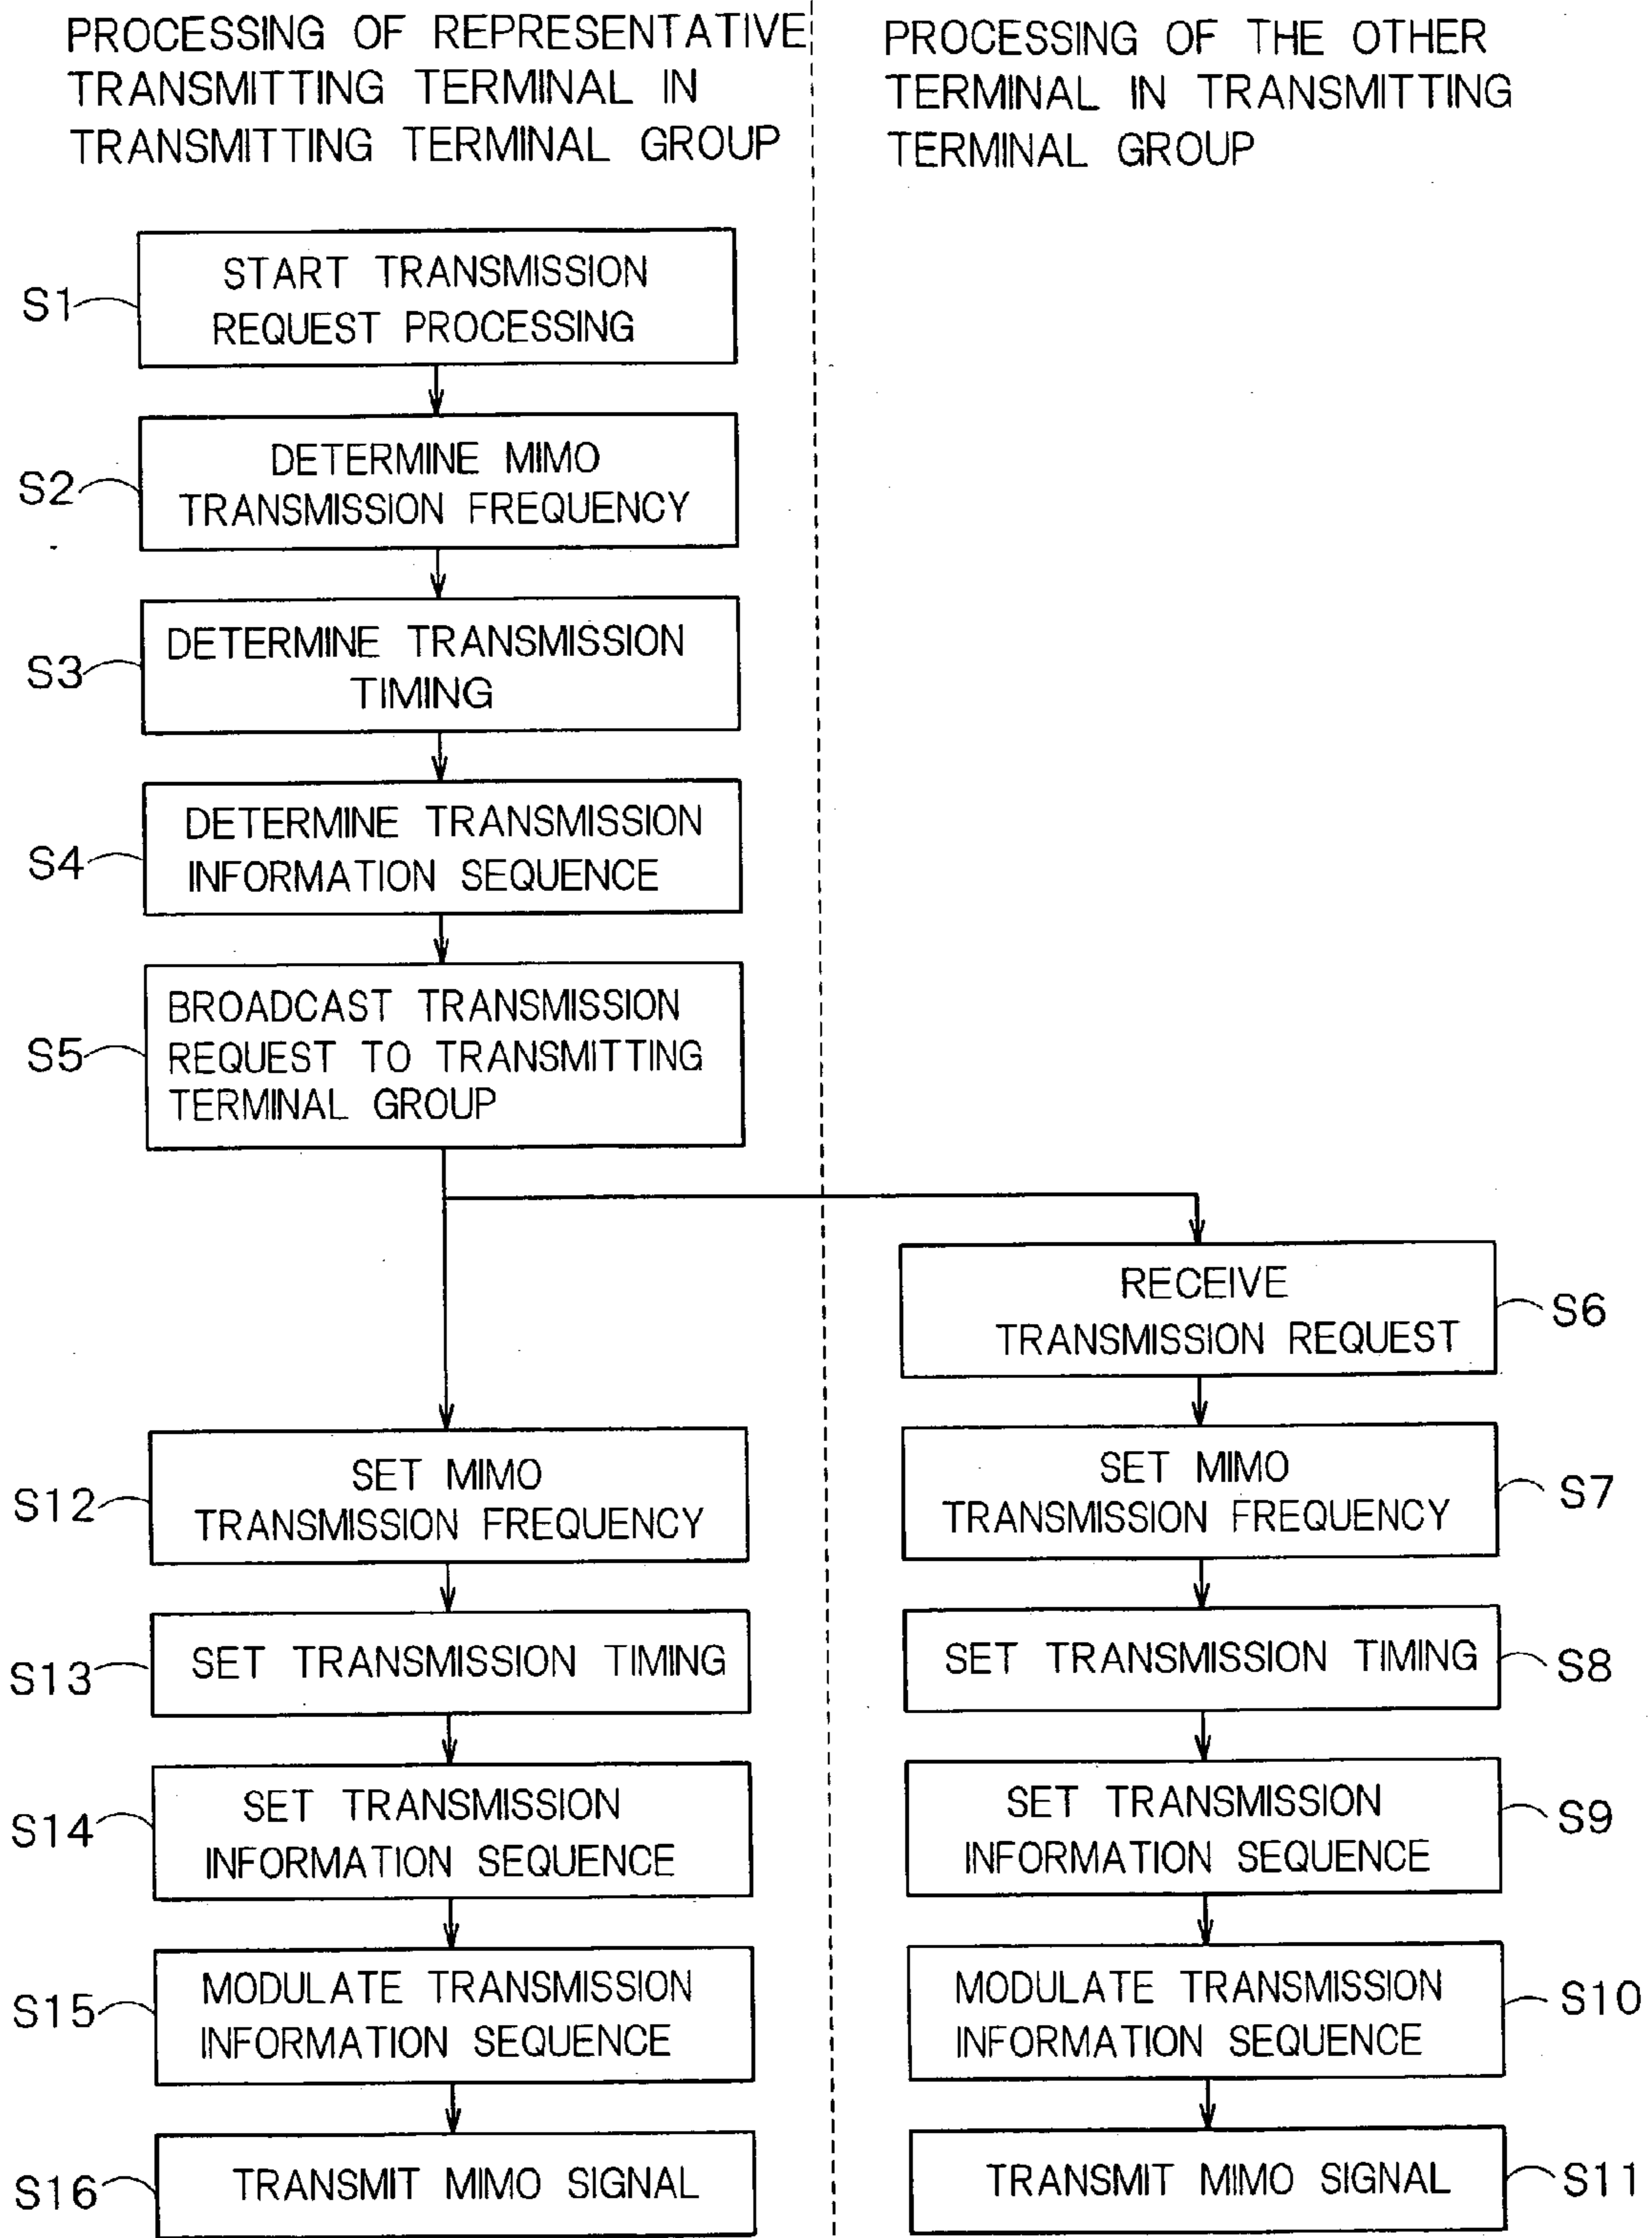 PROCESSING OF REPRESENTATIVE
TRANSMITTING TERMINAL IN
TRANSMITTING TERMINAL GROUP
PROCESSING OF THE OTHER
TERMINAL IN TRANSMITTING
TERMINAL GROUP
S1
START TRANSMISSION
REQUEST PROCESSING
S2
DETERMINE MIMO
TRANSMISSION FREQUENCY
S3
DETERMINE TRANSMISSION
TIMING
S4
DETERMINE TRANSMISSION
INFORMATION SEQUENCE
S5
BROADCAST TRANSMISSION
REQUEST TO TRANSMITTING
TERMINAL GROUP
RECEIVE
TRANSMISSION REQUEST
S6
S12
SET MIMO
TRANSMISSION FREQUENCY
SET MIMO
TRANSMISSION FREQUENCY
S7
S13
SET TRANSMISSION TIMING
SET TRANSMISSION TIMING
S8
S14
SET TRANSMISSION
INFORMATION SEQUENCE
SET TRANSMISSION
INFORMATION SEQUENCE
S9
S15
MODULATE TRANSMISSION
INFORMATION SEQUENCE
MODULATE TRANSMISSION
INFORMATION SEQUENCE
S10
S16
TRANSMIT MIMO SIGNAL
TRANSMIT MIMO SIGNAL
S11